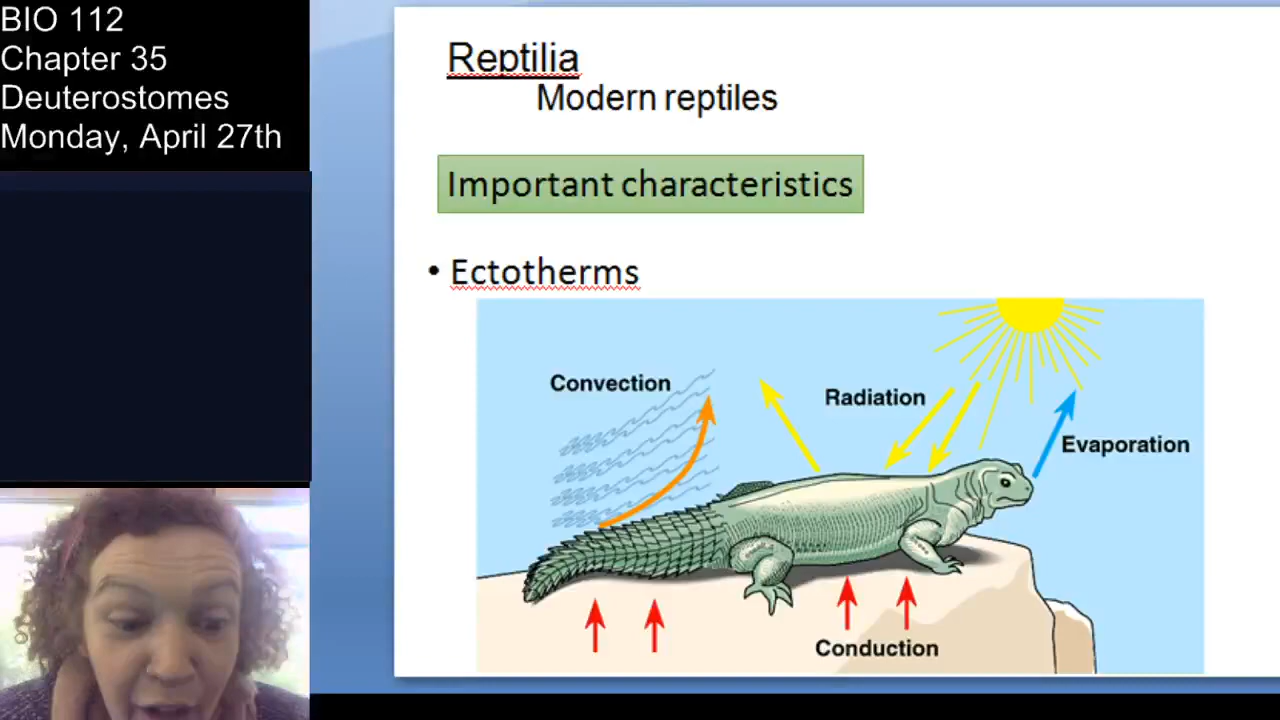 BIO 112
Chapter 35
Deuterostomes
Monday, April 27th
Reptilia
Modern reptiles
Important characteristics
• Ectotherms
Convection
Radiation
Evaporation
Conduction